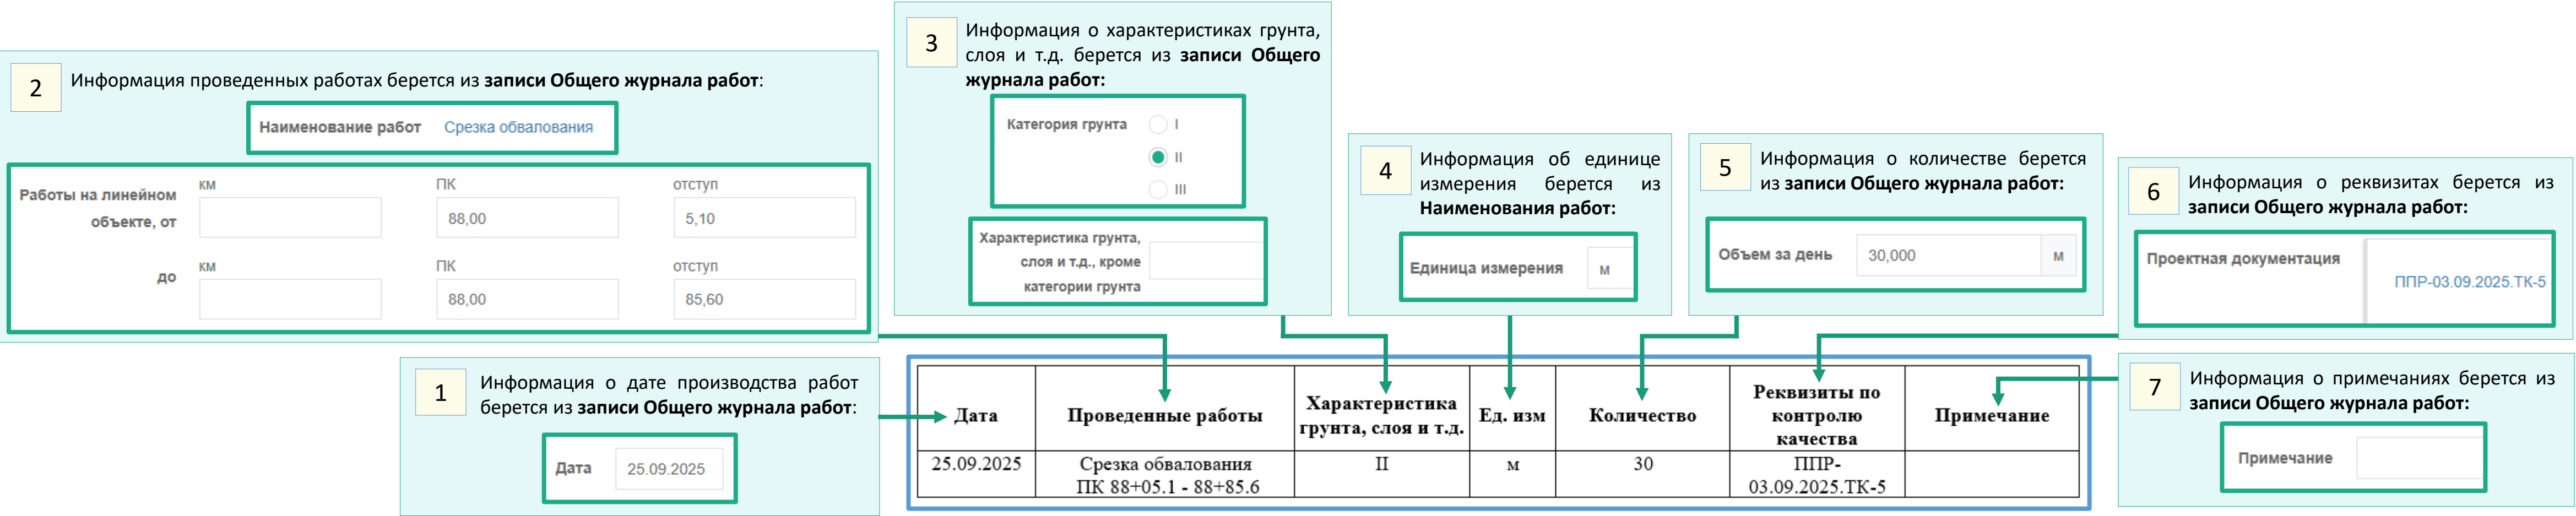 2
Информация проведенных работах берется из записи Общего журнала работ:
Наименование работ Срезка обвалования
Работы на линейном
объекте, от
км ПК отступ
88,00 5,10
до
км ПК отступ
88,00 85,60
1
Информация о дате производства работ
берется из записи Общего журнала работ:
Дата 25.09.2025
3
Информация о характеристиках грунта,
слоя и т.д. берется из записи Общего
журнала работ:
Категория грунта I
II
III
Характеристика грунта,
слоя и т.д., кроме
категории грунта
4
Информация об единице
измерения берется из
Наименования работ:
Единица измерения м
5
Информация о количестве берется
из записи Общего журнала работ:
Объем за день 30,000 м
6
Информация о реквизитах берется из
записи Общего журнала работ:
Проектная документация
ППР-03.09.2025.ТК-5
7
Информация о примечаниях берется из
записи Общего журнала работ:
Примечание
Дата
Проведенные работы
Характеристика
грунта, слоя и т.д.
Ед. изм
Количество
Реквизиты по
контролю
качества
Примечание
25.09.2025
Срезка обвалования
ПК 88+05.1 - 88+85.6
II
м
30
ППР-
03.09.2025.ТК-5